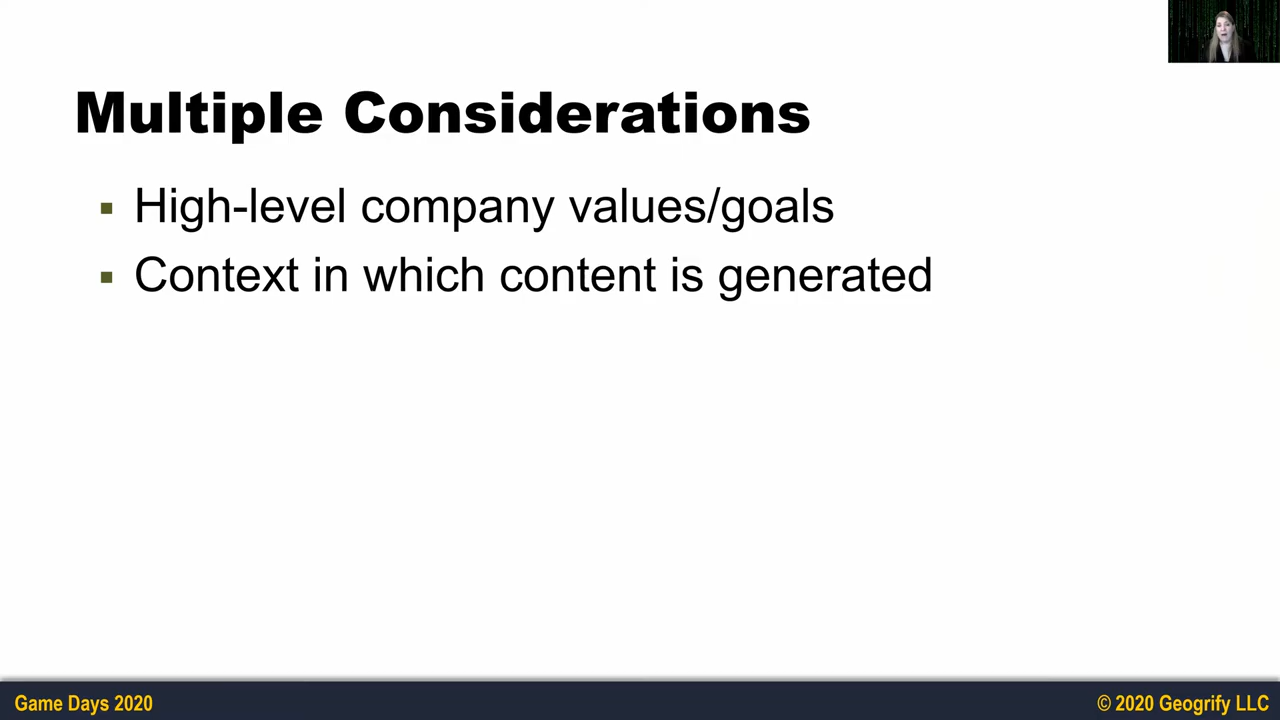 Multiple Considerations
▪ High-level company values/goals
▪ Context in which content is generated
Game Days 2020
© 2020 Geogrify LLC